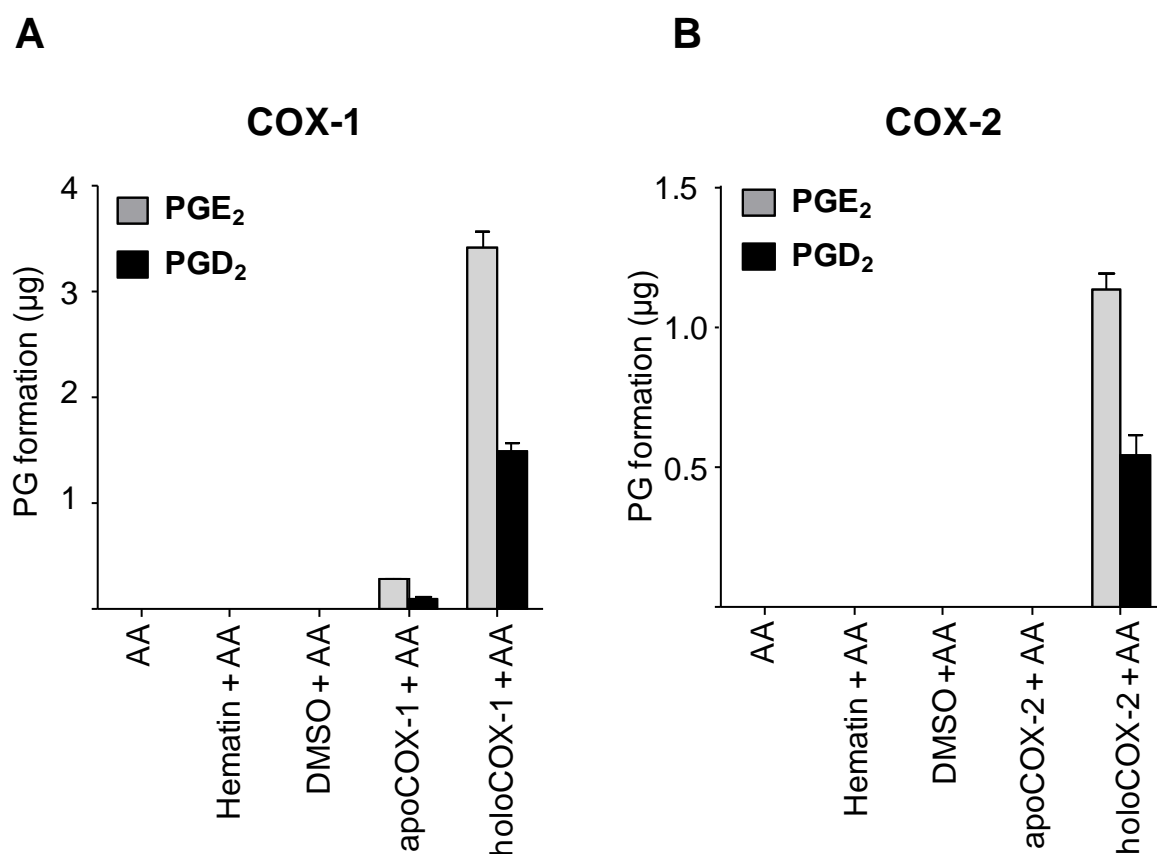 A
COX-1
PG formation (µg)
4
3
2
1
PGE₂
PGD₂
AA
Hematin + AA
DMSO + AA
apoCOX-1 + AA
holoCOX-1 + AA
B
COX-2
PG formation (µg)
1.5
1.0
0.5
PGE₂
PGD₂
AA
Hematin + AA
DMSO +AA
apoCOX-2 + AA
holoCOX-2 + AA